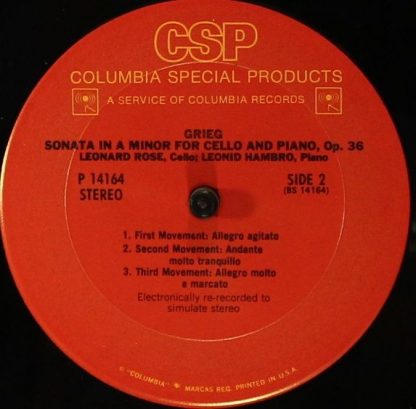 CSP
COLUMBIA SPECIAL PRODUCTS
A SERVICE OF COLUMBIA RECORDS
GRIEG
SONATA IN A MINOR FOR CELLO AND PIANO, Op. 36
LEONARD ROSE, Cello; LEONID HAMBRO, Piano
P 14164
STEREO
SIDE 2
(BS 14164)
1. First Movement: Allegro agitato
2. Second Movement: Andante
molto tranquillo
3. Third Movement: Allegro molto
e marcato
Electronically re-recorded to
simulate stereo
® "COLUMBIA" MARCAS REG. PRINTED IN U.S.A.